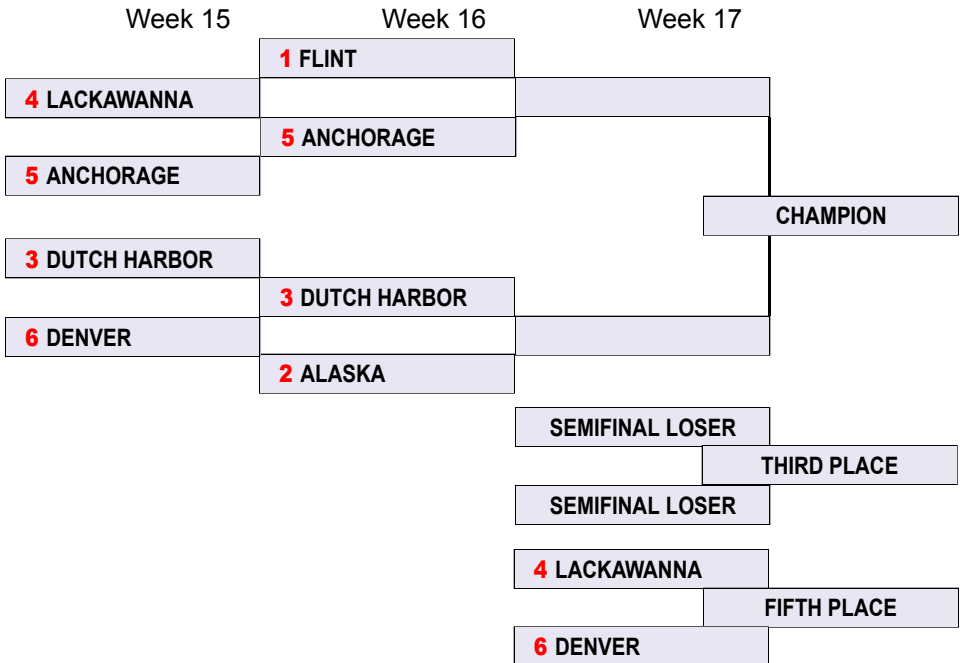 Week 15 Week 16 Week 17
1 FLINT
4 LACKAWANNA
5 ANCHORAGE
5 ANCHORAGE
CHAMPION
3 DUTCH HARBOR
3 DUTCH HARBOR
6 DENVER
2 ALASKA
SEMIFINAL LOSER
THIRD PLACE
SEMIFINAL LOSER
4 LACKAWANNA
FIFTH PLACE
6 DENVER